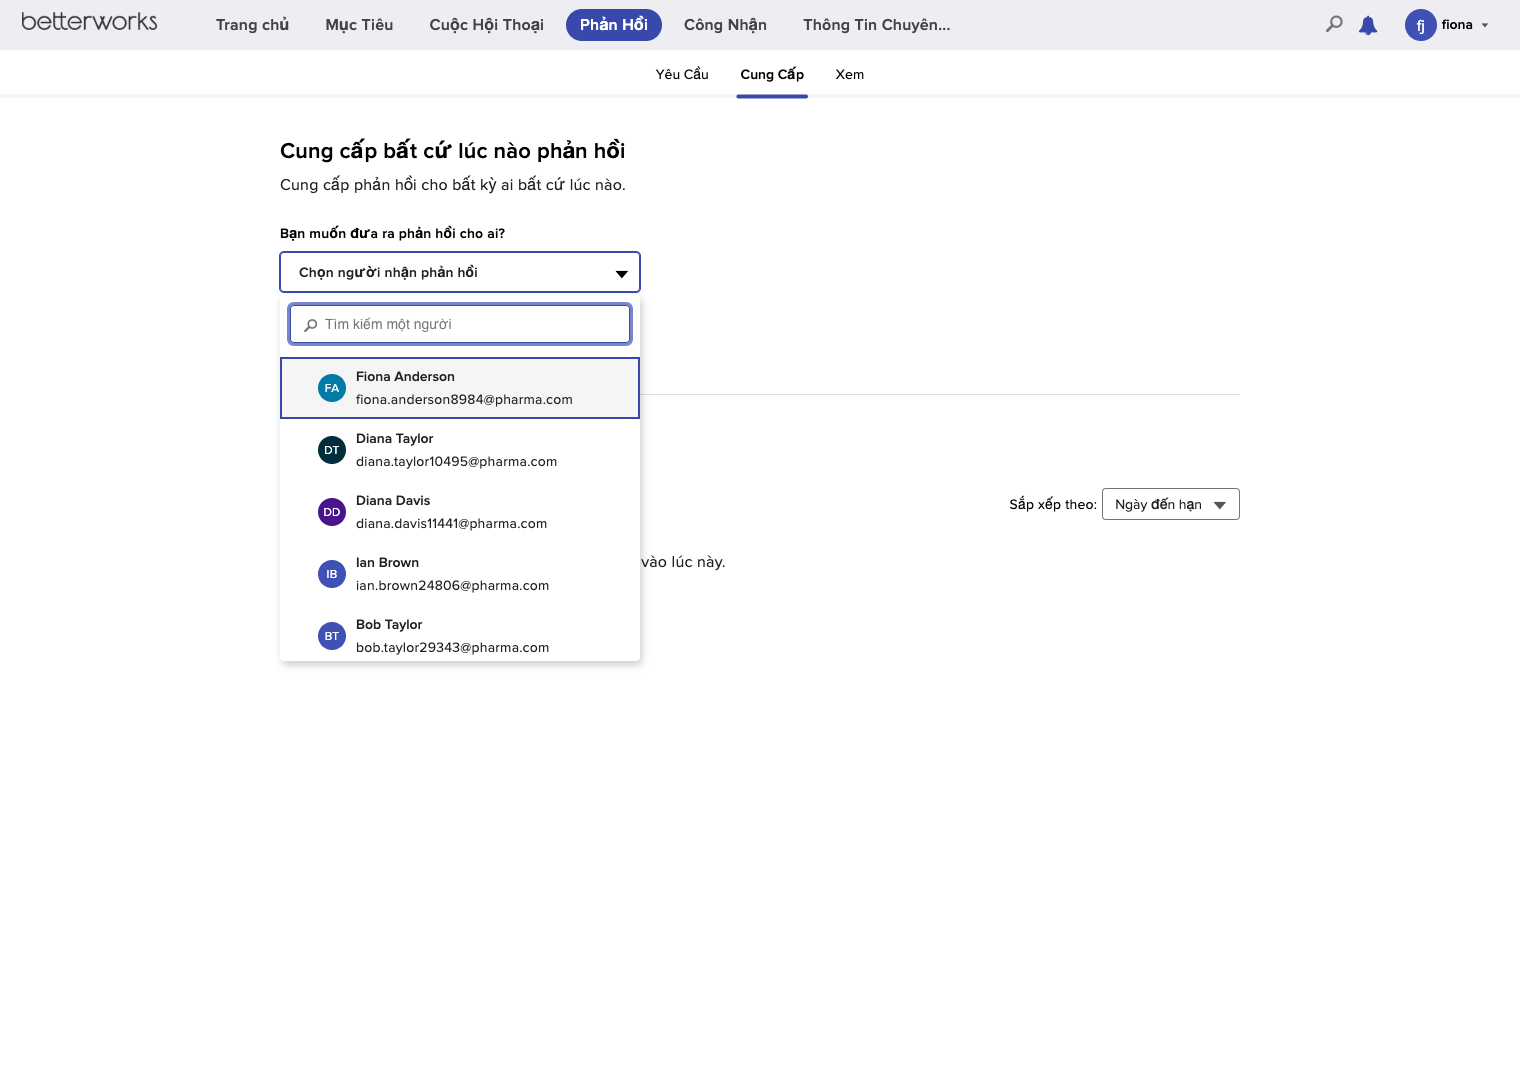 betterworks
Trang chủ
Mục Tiêu
Cuộc Hội Thoại
Phản Hồi
Công Nhận
Thông Tin Chuyên...
fj
fiona
Yêu Cầu
Cung Cấp
Xem
Cung cấp bất cứ lúc nào phản hồi
Cung cấp phản hồi cho bất kỳ ai bất cứ lúc nào.
Bạn muốn đưa ra phản hồi cho ai?
Chọn người nhận phản hồi
Tìm kiếm một người
FA
Fiona Anderson
fiona.anderson8984@pharma.com
DT
Diana Taylor
diana.taylor10495@pharma.com
DD
Diana Davis
diana.davis11441@pharma.com
Sắp xếp theo:
Ngày đến hạn
IB
Ian Brown
ian.brown24806@pharma.com
vào lúc này.
BT
Bob Taylor
bob.taylor29343@pharma.com